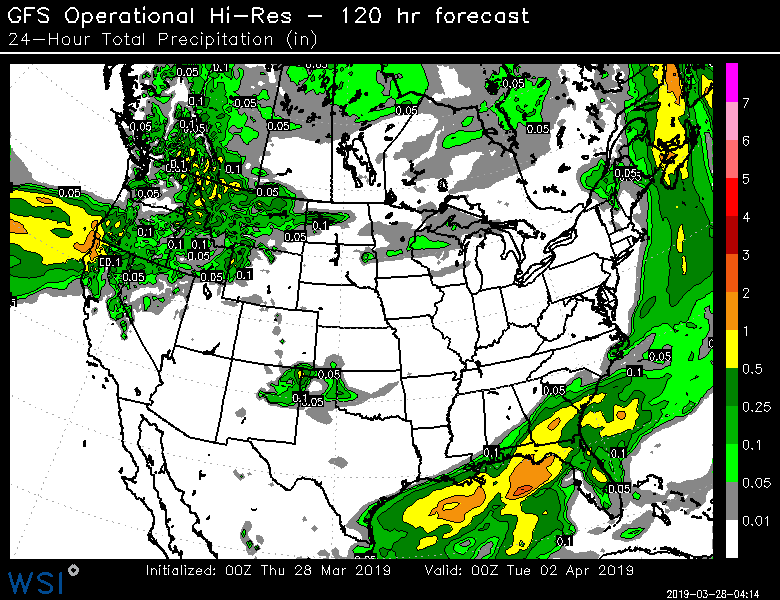 GFS Operational Hi-Res - 120 hr forecast
24-Hour Total Precipitation (in)
0.05 0.1 0.05
0.05 0.05
0.1 0.05 0.05
0.05 0.05 0.05
0.1 0.1 0.05
0.05 0.05 0.05
0.1 0.1
0.1 0.1 0.05
0.05
0.1
0.05 0.05 0.1
0.05
0.05 0.1
0.05
0.1 0.05
0.1 0.1
0.05
0.1
7
6
5
4
3
2
1
0.5
0.25
0.1
0.05
0.01
WSI
Initialized: 00Z Thu 28 Mar 2019 Valid: 00Z Tue 02 Apr 2019
2019-03-28-04:14